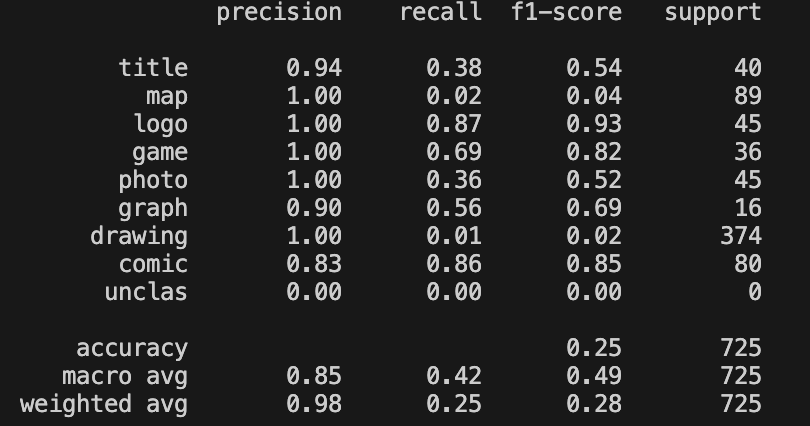 precision recall f1-score support
title 0.94 0.38 0.54 40
map 1.00 0.02 0.04 89
logo 1.00 0.87 0.93 45
game 1.00 0.69 0.82 36
photo 1.00 0.36 0.52 45
graph 0.90 0.56 0.69 16
drawing 1.00 0.01 0.02 374
comic 0.83 0.86 0.85 80
unclas 0.00 0.00 0.00 0
accuracy 0.25 725
macro avg 0.85 0.42 0.49 725
weighted avg 0.98 0.25 0.28 725